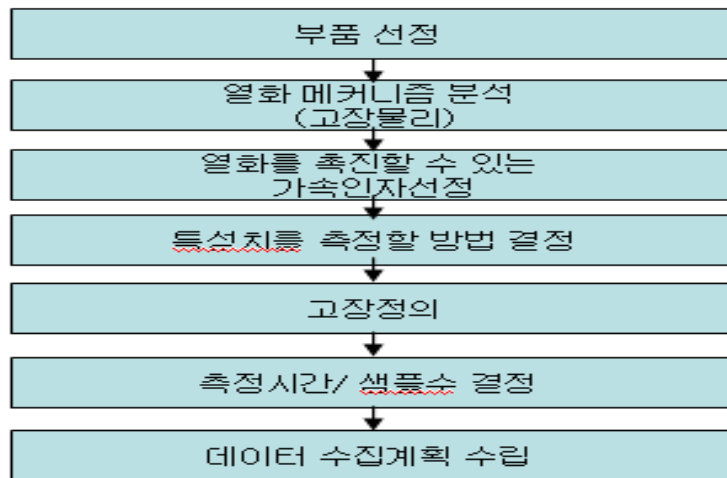 부품 선정
열화 메커니즘 분석
(고장물리)
열화를 촉진할 수 있는
가속인자선정
특성치를 측정할 방법 결정
고장정의
측정시간/ 샘플수 결정
데이터 수집계획 수립